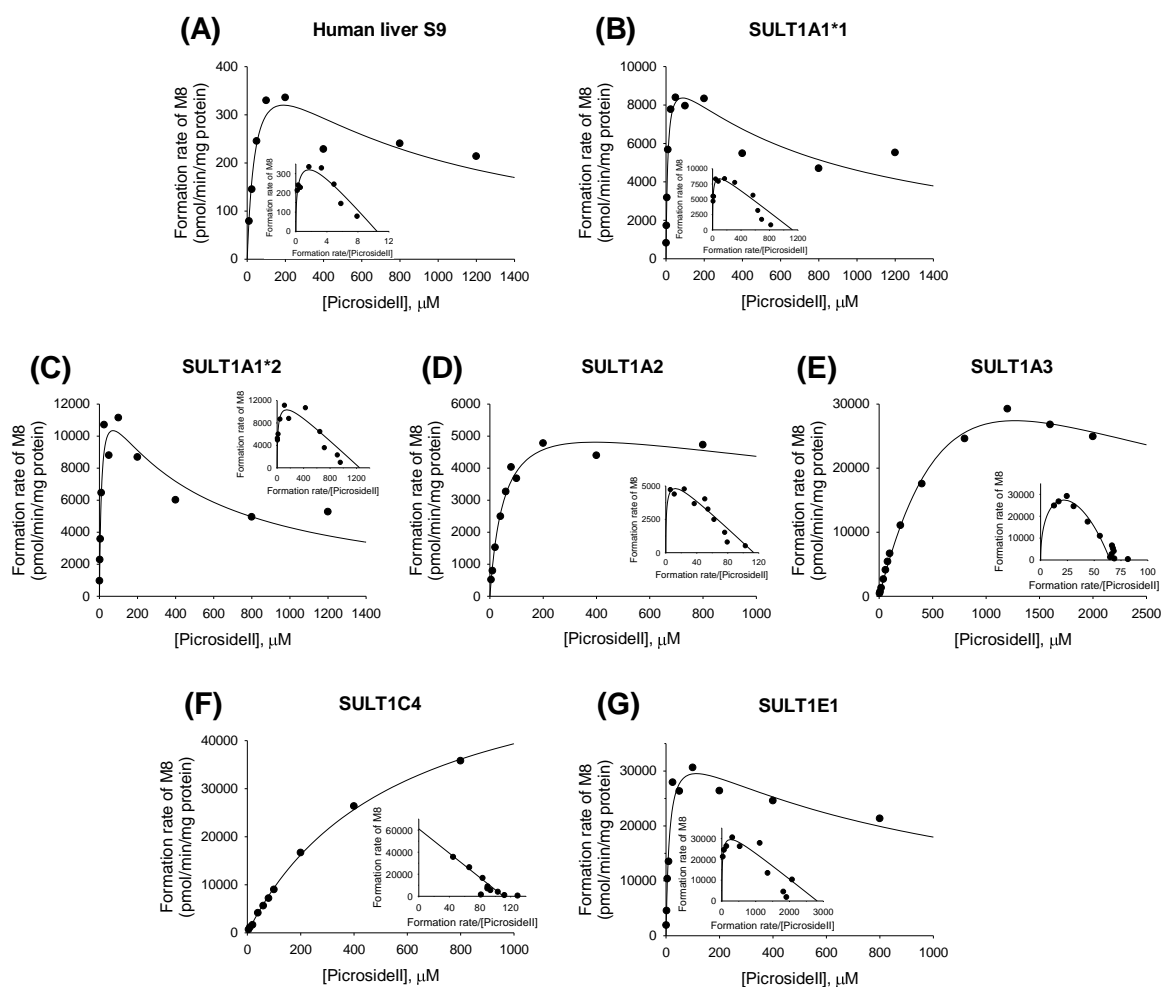 (A) Human liver S9
Formation rate of M8
(pmol/min/mg protein)
400
300
200
100
0
0 200 400 600 800 1000 1200 1400
[PicrosideII], μM
Formation rate of M8
300
200
100
0
0 4 8 12
Formation rate/[PicrosideII]
(B) SULT1A1*1
Formation rate of M8
(pmol/min/mg protein)
10000
8000
6000
4000
2000
0
0 200 400 600 800 1000 1200 1400
[PicrosideII], μM
Formation rate of M8
10000
7500
5000
2500
0
0 400 800 1200
Formation rate/[PicrosideII]
(C) SULT1A1*2
Formation rate of M8
(pmol/min/mg protein)
12000
10000
8000
6000
4000
2000
0
0 200 400 600 800 1000 1200 1400
[PicrosideII], μM
Formation rate of M8
12000
9000
6000
3000
0
0 400 800 1200
Formation rate/[PicrosideII]
(D) SULT1A2
Formation rate of M8
(pmol/min/mg protein)
6000
5000
4000
3000
2000
1000
0
0 200 400 600 800 1000
[PicrosideII], μM
Formation rate of M8
5000
2500
0
0 40 80 120
Formation rate/[PicrosideII]
(E) SULT1A3
Formation rate of M8
(pmol/min/mg protein)
30000
20000
10000
0
0 500 1000 1500 2000 2500
[PicrosideII], μM
Formation rate of M8
30000
20000
10000
0
0 25 50 75 100
Formation rate/[PicrosideII]
(F) SULT1C4
Formation rate of M8
(pmol/min/mg protein)
40000
30000
20000
10000
0
0 200 400 600 800 1000
[PicrosideII], μM
Formation rate of M8
60000
50000
40000
30000
20000
10000
0
0 40 80 120
Formation rate/[PicrosideII]
(G) SULT1E1
Formation rate of M8
(pmol/min/mg protein)
30000
20000
10000
0
0 200 400 600 800 1000
[PicrosideII], μM
Formation rate of M8
30000
20000
10000
0
0 1000 2000 3000
Formation rate/[PicrosideII]